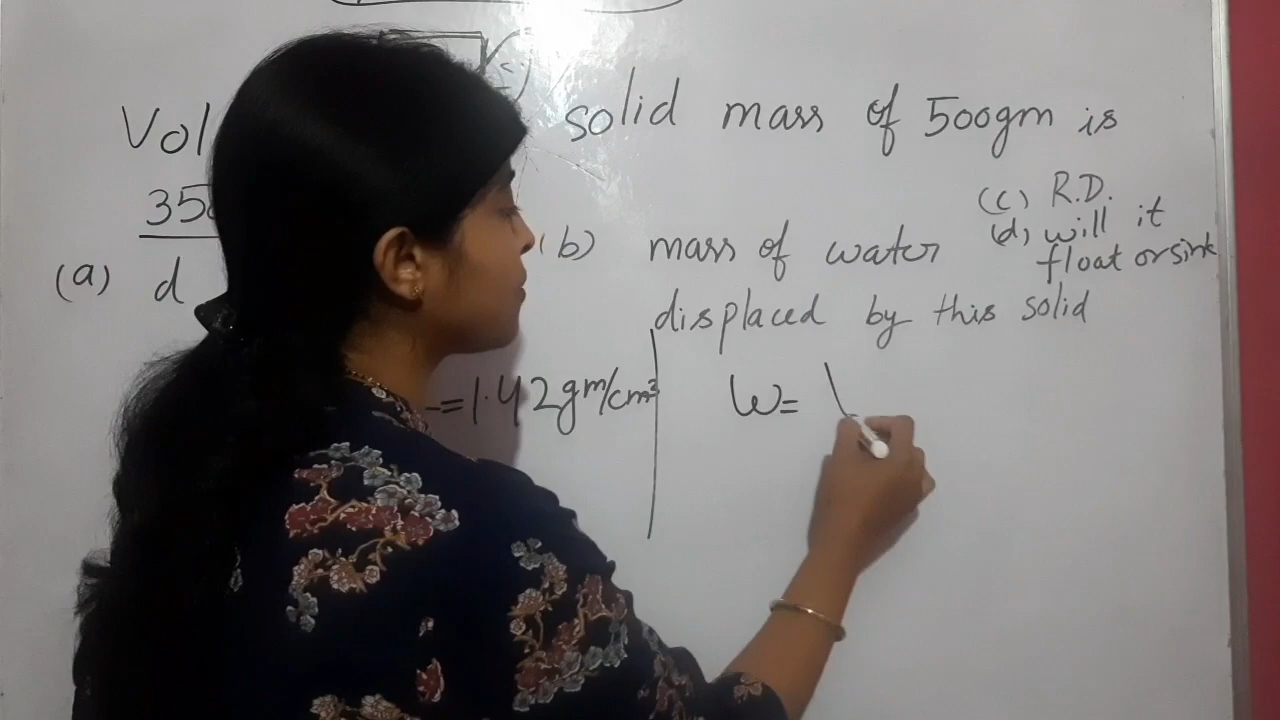 Vol solid mass of 500gm is
350
(a) d
(b) mass of water
displaced by this solid
(c) R.D.
(d) will it
float or sink
= 1.42gm/cm³
W=